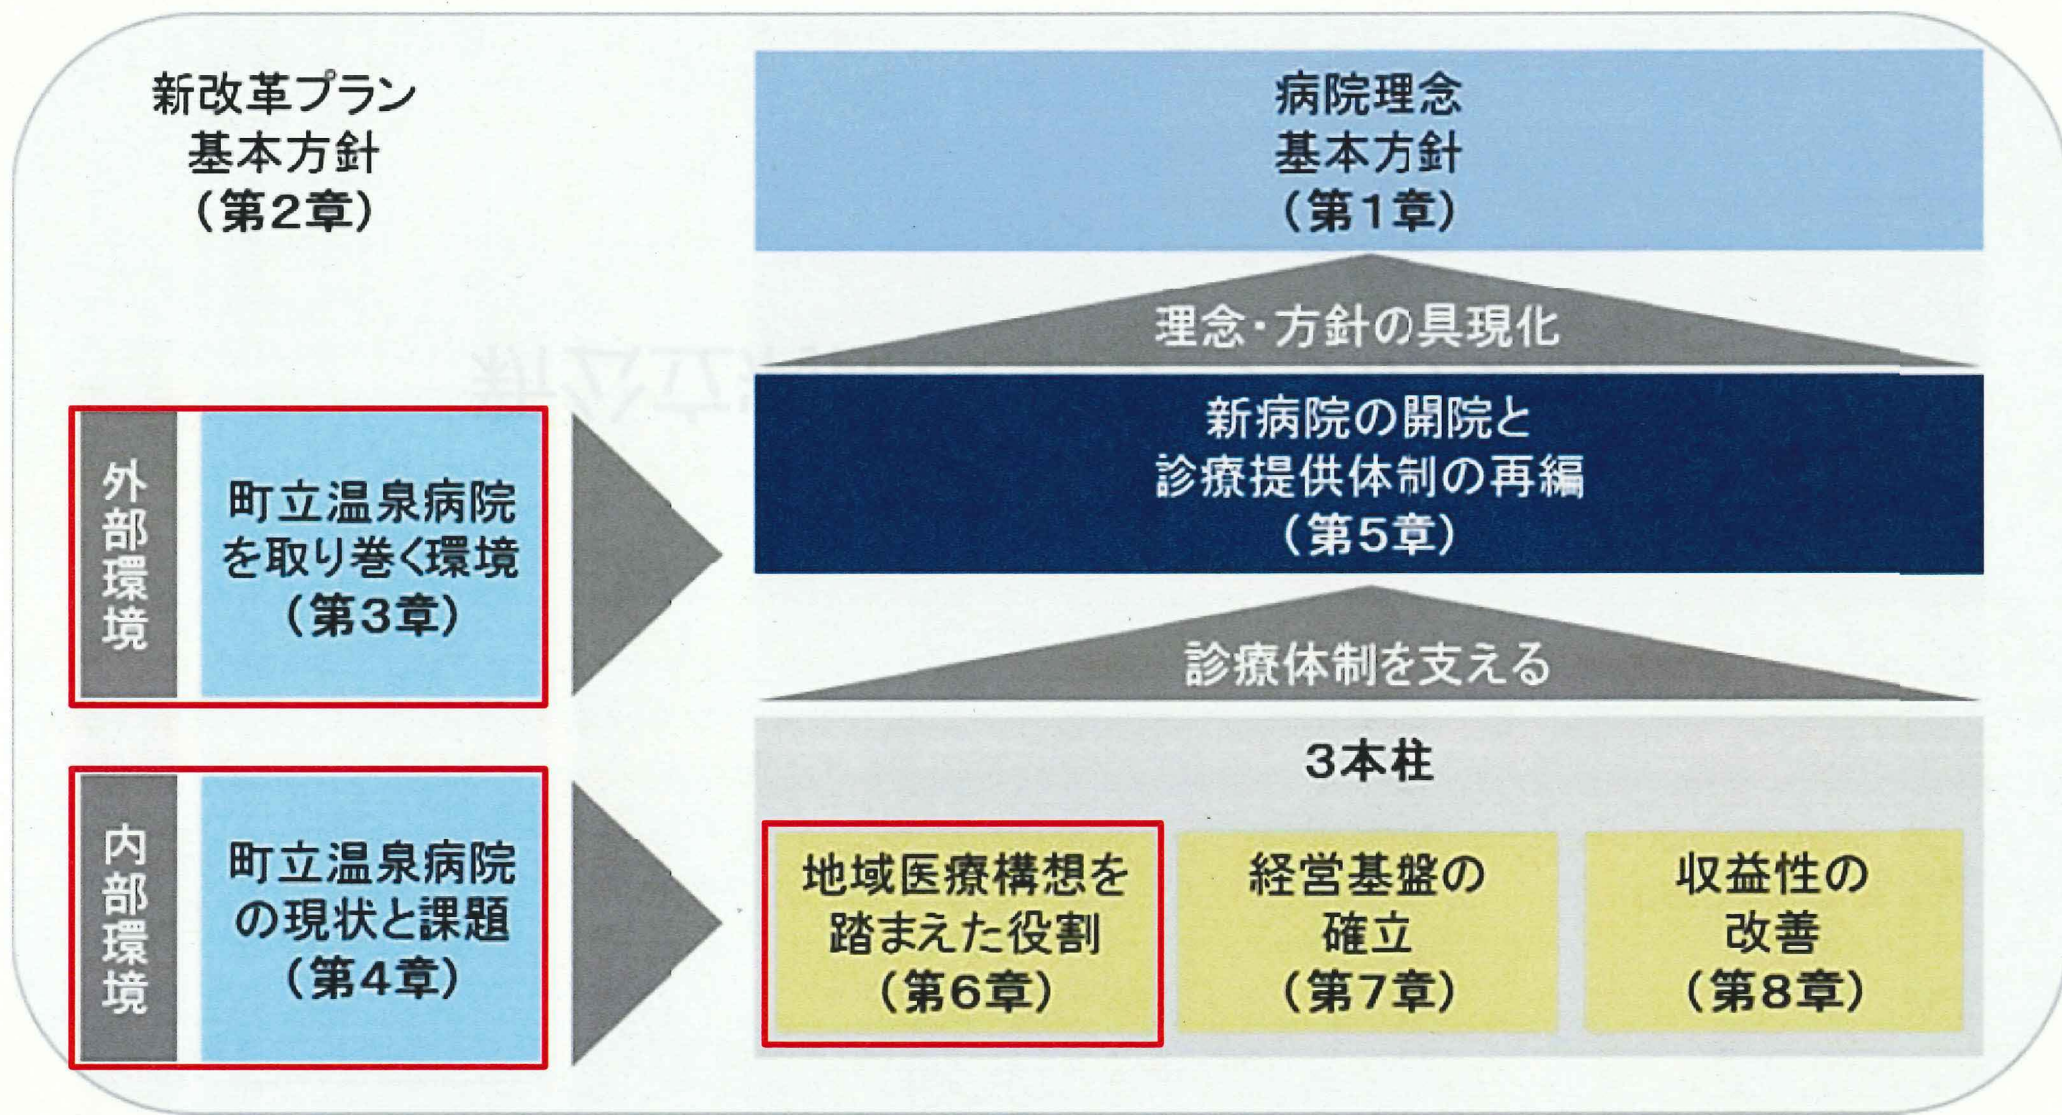 新改革プラン
基本方針
(第2章)
病院理念
基本方針
(第1章)
理念・方針の具現化
外部環境
町立温泉病院
を取り巻く環境
(第3章)
新病院の開院と
診療提供体制の再編
(第5章)
診療体制を支える
内部環境
町立温泉病院
の現状と課題
(第4章)
3本柱
地域医療構想を
踏まえた役割
(第6章)
経営基盤の
確立
(第7章)
収益性の
改善
(第8章)